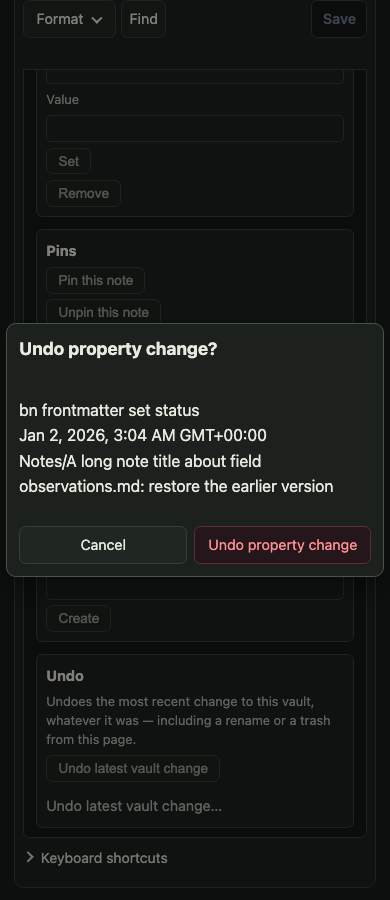 Format Find Save
Value
Set
Remove
Pins
Pin this note
Unpin this note
Undo property change?
bn frontmatter set status
Jan 2, 2026, 3:04 AM GMT+00:00
Notes/A long note title about field
observations.md: restore the earlier version
Cancel Undo property change
Create
Undo
Undoes the most recent change to this vault,
whatever it was — including a rename or a trash
from this page.
Undo latest vault change
Undo latest vault change...
Keyboard shortcuts